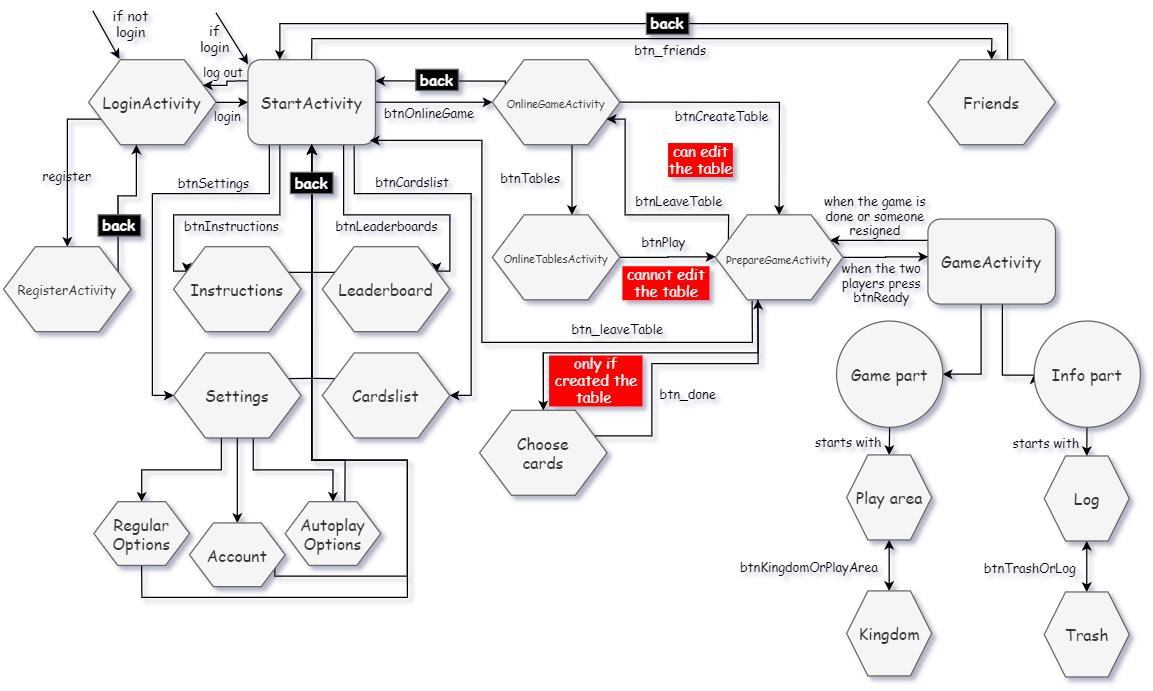 if not
login
if
login
back
btn_friends
log out
LoginActivity
StartActivity
back
OnlineGameActivity
Friends
login
btnOnlineGame
btnCreateTable
can edit
the table
register
btnSettings
back
btnCardslist
btnTables
btnLeaveTable
when the game is
done or someone
resigned
back
btnInstructions
btnLeaderboards
btnPlay
RegisterActivity
Instructions
Leaderboard
OnlineTablesActivity
PrepareGameActivity
GameActivity
cannot edit
the table
when the two
players press
btnReady
btn_leaveTable
only if
created the
table
Game part
Info part
Settings
Cardslist
btn_done
Choose
cards
starts with
starts with
Play area
Log
Regular
Options
Account
Autoplay
Options
btnKingdomOrPlayArea
btnTrashOrLog
Kingdom
Trash